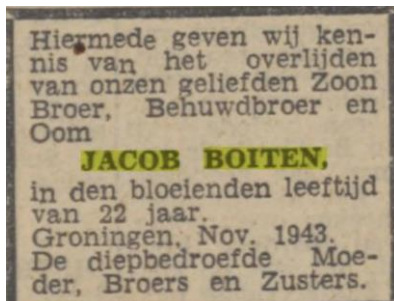 Hiermede geven wij ken-
nis van het overlijden
van onzen geliefden Zoon
Broer, Behuwdbroer en
Oom
JACOB BOITEN,
in den bloeienden leeftijd
van 22 jaar.
Groningen, Nov. 1943.
De diepbedroefde Moe-
der, Broers en Zusters.